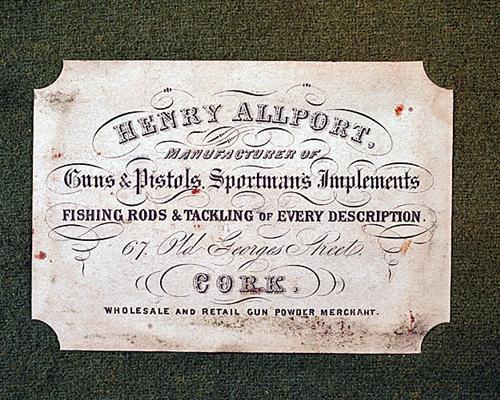 HENRY ALLPORT,
MANUFACTURER OF
Guns & Pistols, Sportman's Implements
FISHING RODS & TACKLING OF EVERY DESCRIPTION.
67. Old Georges Street.
CORK.
WHOLESALE AND RETAIL GUN POWDER MERCHANT.